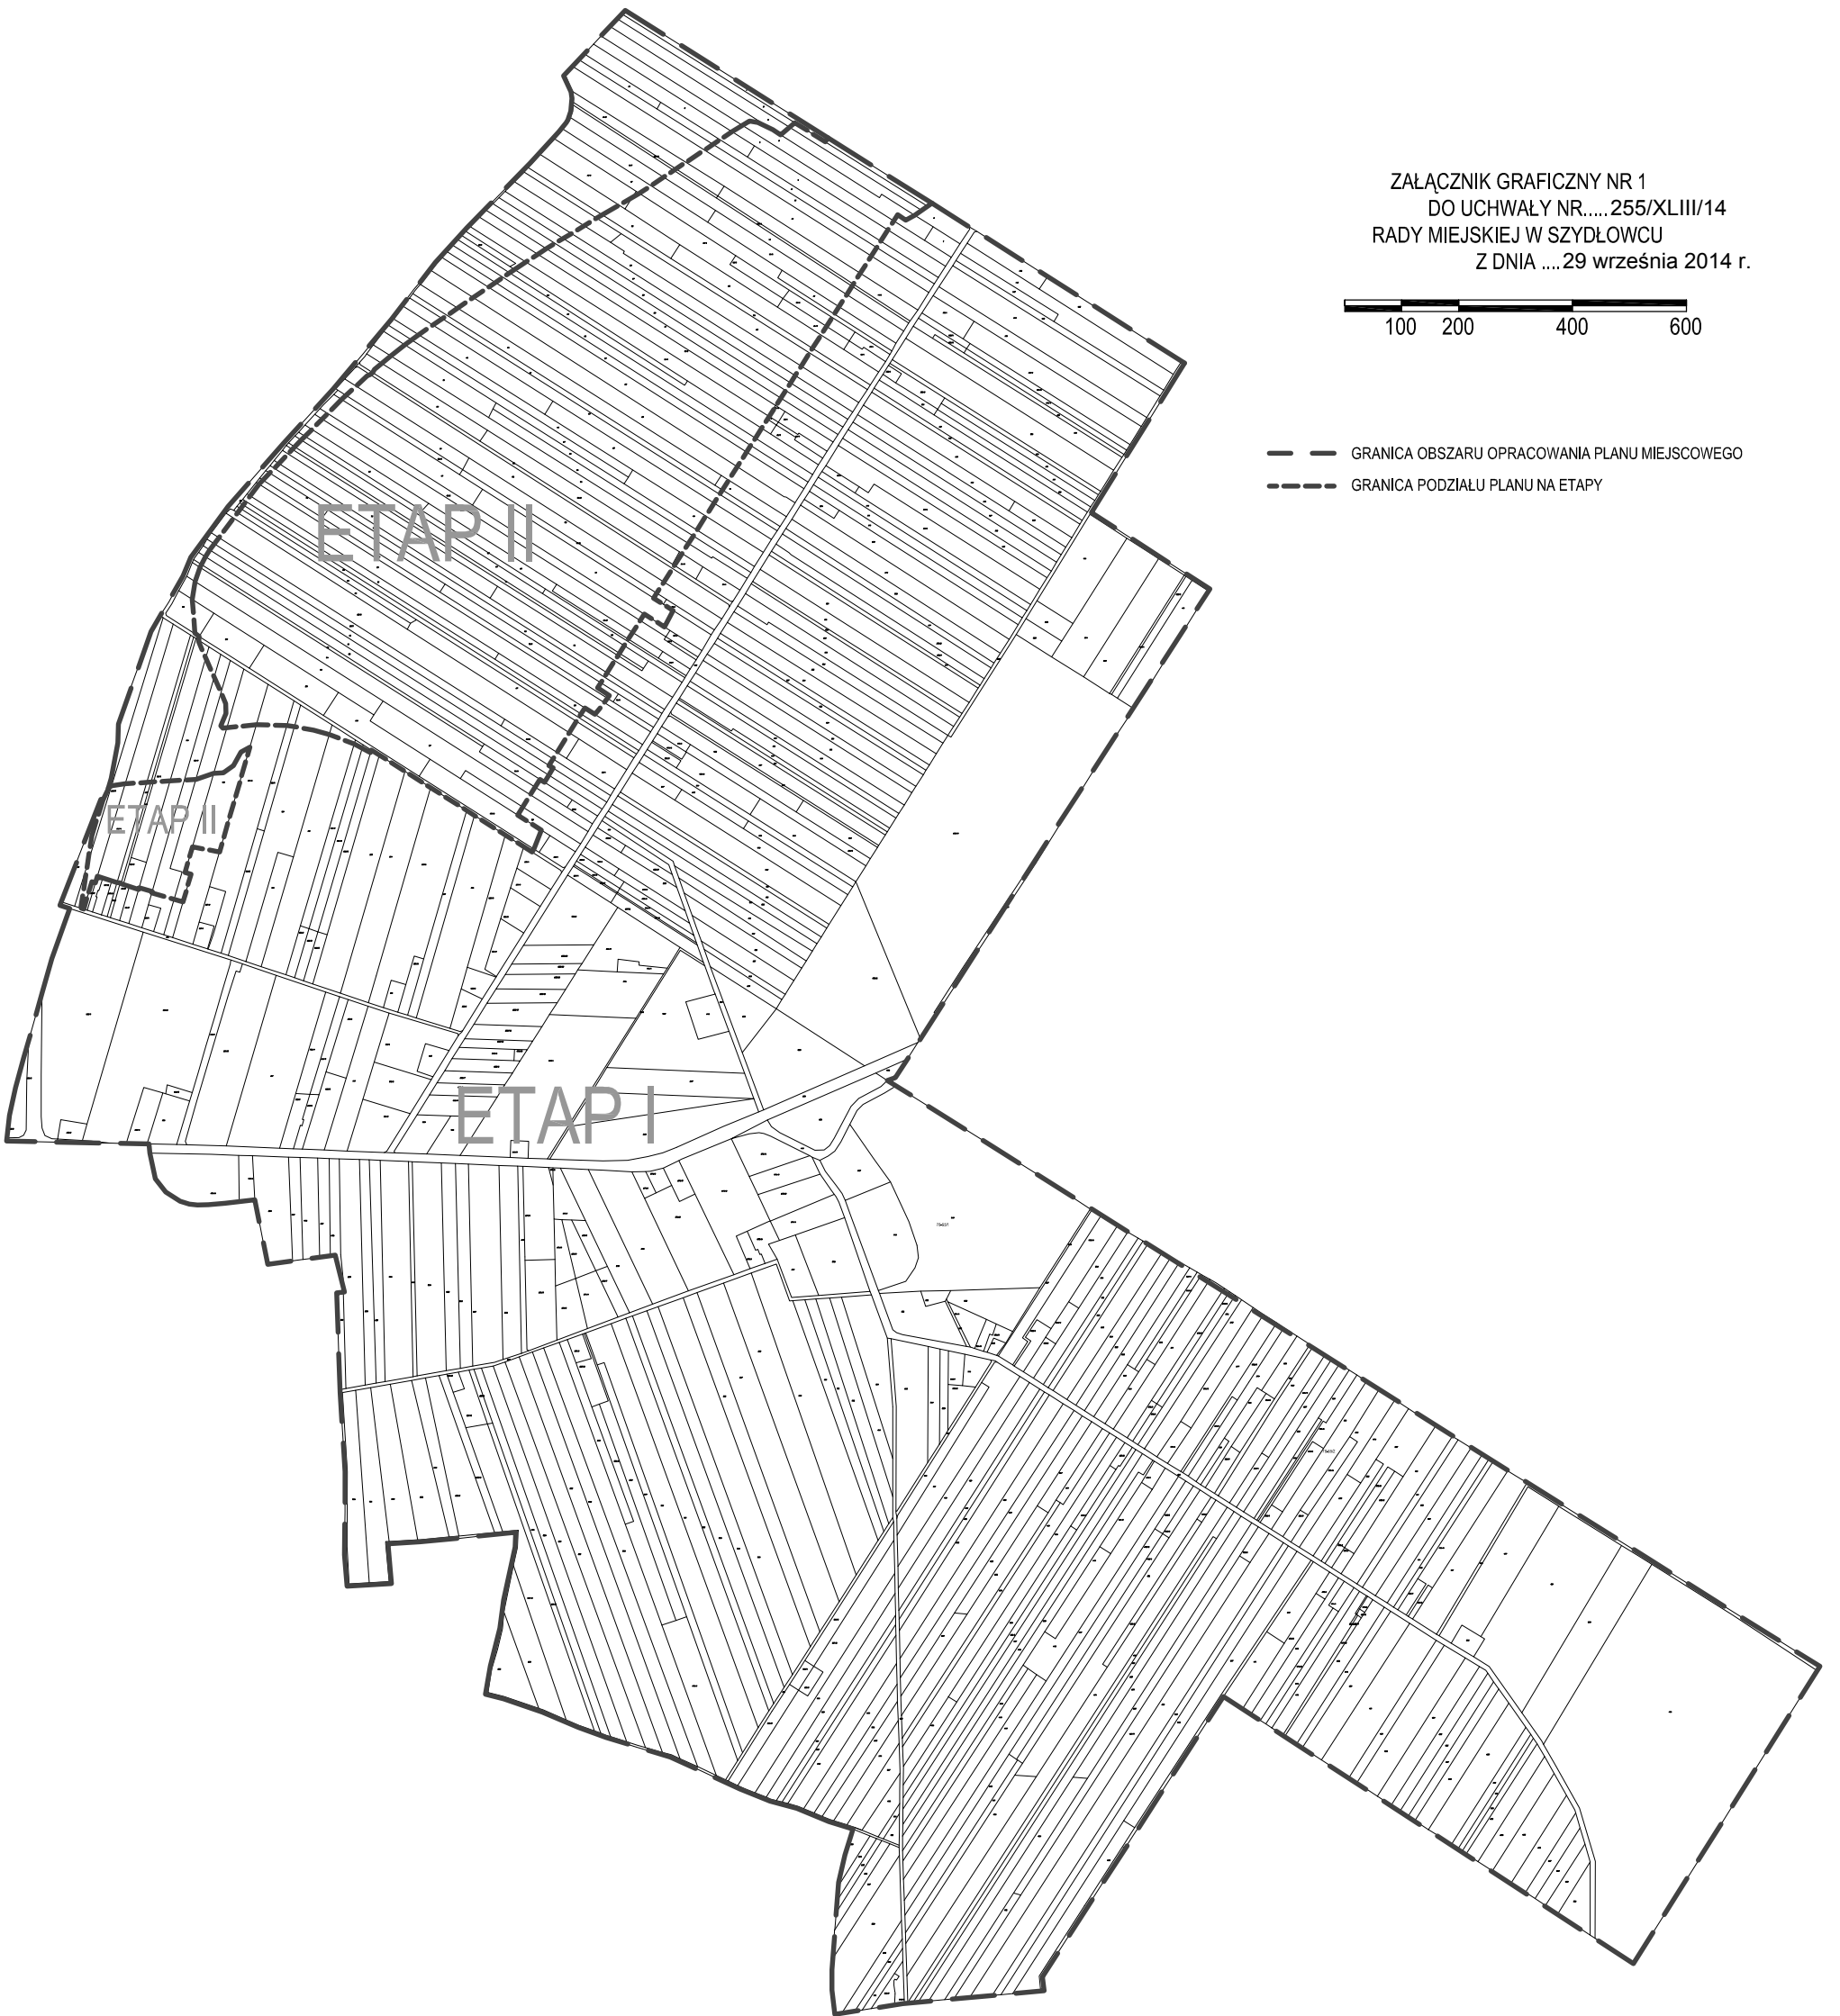 ZAŁĄCZNIK GRAFICZNY NR 1
DO UCHWAŁY NR.....255/XLIII/14
RADY MIEJSKIEJ W SZYDŁOWCU
Z DNIA ....29 września 2014 r.
100 200 400 600
GRANICA OBSZARU OPRACOWANIA PLANU MIEJSCOWEGO
GRANICA PODZIAŁU PLANU NA ETAPY
ETAP II
ETAP II
ETAP I